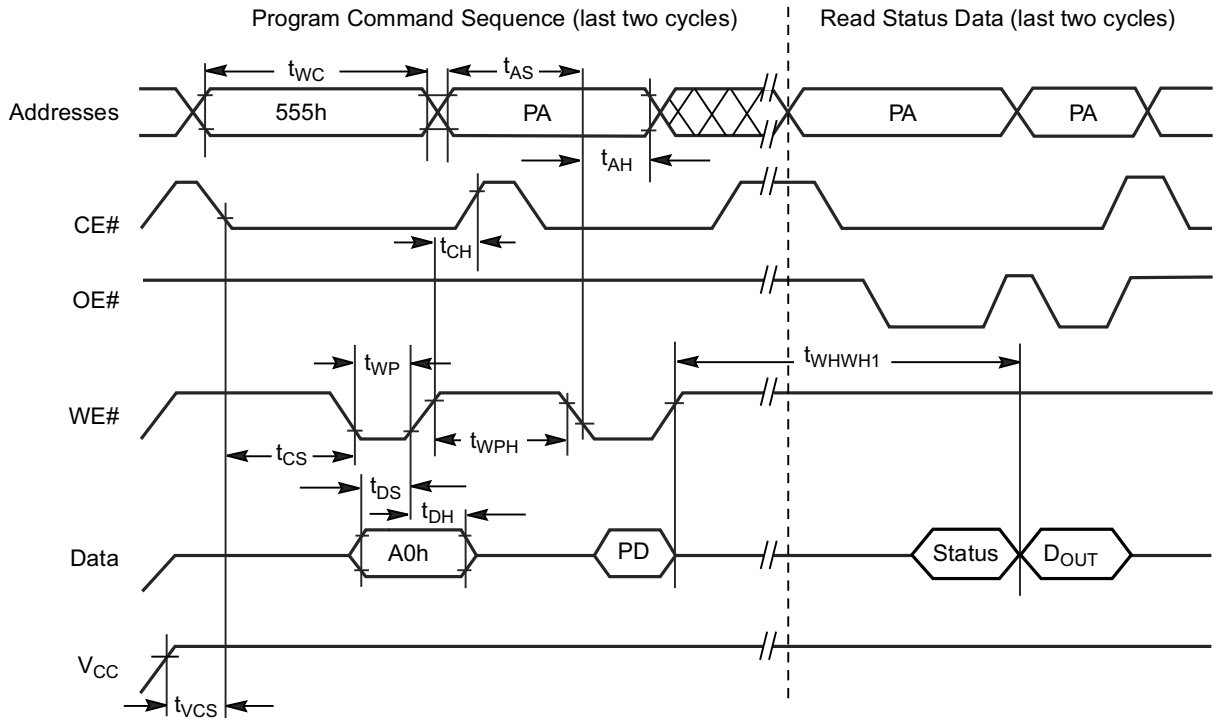 Program Command Sequence (last two cycles)
Read Status Data (last two cycles)
tWC
tAS
Addresses
555h
PA
PA
PA
tAH
CE#
tCH
OE#
tWP
tWHWH1
WE#
tCS
tWPH
tDS
tDH
Data
A0h
PD
Status
DOUT
VCC
tVCS